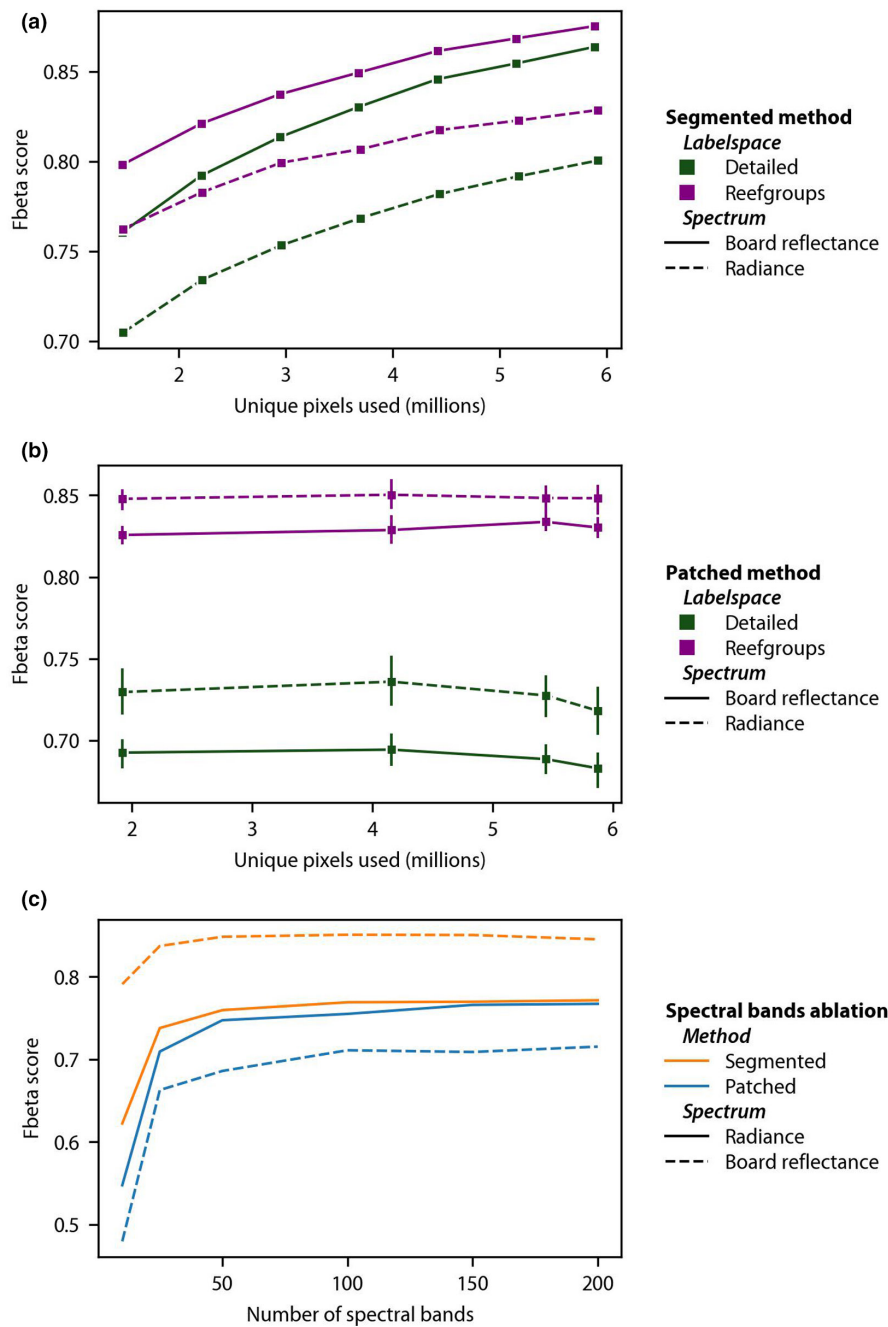 (a)
0.85
0.80
0.75
0.70
Fbeta score
2 3 4 5 6
Unique pixels used (millions)
Segmented method
Labelspace
Detailed
Reefgroups
Spectrum
Board reflectance
Radiance
(b)
0.85
0.80
0.75
0.70
Fbeta score
2 3 4 5 6
Unique pixels used (millions)
Patched method
Labelspace
Detailed
Reefgroups
Spectrum
Board reflectance
Radiance
(c)
0.8
0.7
0.6
0.5
Fbeta score
50 100 150 200
Number of spectral bands
Spectral bands ablation
Method
Segmented
Patched
Spectrum
Radiance
Board reflectance